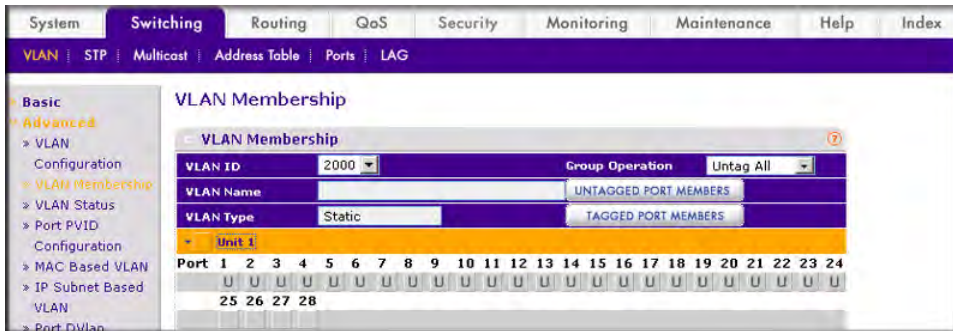 System Switching Routing QoS Security Monitoring Maintenance Help Index
VLAN STP Multicast Address Table Ports LAG
Basic
Advanced
» VLAN
Configuration
» VLAN Membership
» VLAN Status
» Port PVID
Configuration
» MAC Based VLAN
» IP Subnet Based
VLAN
» Port DVlan
VLAN Membership
VLAN Membership ?
VLAN ID 2000 Group Operation Untag All
VLAN Name UNTAGGED PORT MEMBERS
VLAN Type Static TAGGED PORT MEMBERS
Unit 1
Port 1 2 3 4 5 6 7 8 9 10 11 12 13 14 15 16 17 18 19 20 21 22 23 24
U U U U U U U U U U U U U U U U U U U U U U U U
25 26 27 28